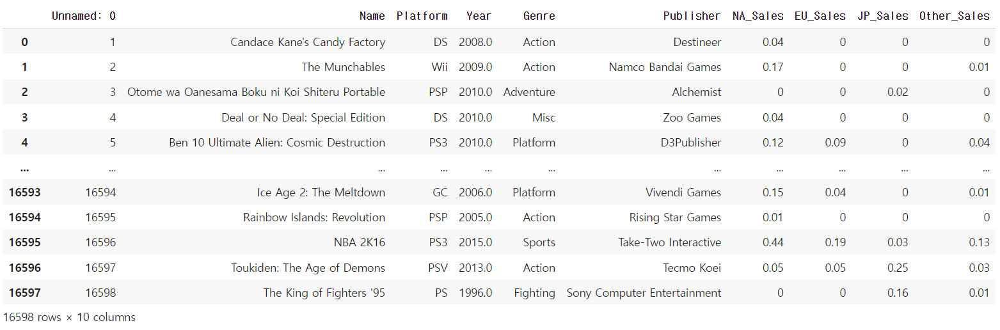 Unnamed: 0 Name Platform Year Genre Publisher NA_Sales EU_Sales JP_Sales Other_Sales
0 1 Candace Kane's Candy Factory DS 2008.0 Action Destineer 0.04 0 0 0
1 2 The Munchables Wii 2009.0 Action Namco Bandai Games 0.17 0 0 0.01
2 3 Otome wa Oanesama Boku ni Koi Shiteru Portable PSP 2010.0 Adventure Alchemist 0 0 0.02 0
3 4 Deal or No Deal: Special Edition DS 2010.0 Misc Zoo Games 0.04 0 0 0
4 5 Ben 10 Ultimate Alien: Cosmic Destruction PS3 2010.0 Platform D3Publisher 0.12 0.09 0 0.04
... ... ... ... ... ... ... ... ... ... ...
16593 16594 Ice Age 2: The Meltdown GC 2006.0 Platform Vivendi Games 0.15 0.04 0 0.01
16594 16595 Rainbow Islands: Revolution PSP 2005.0 Action Rising Star Games 0.01 0 0 0
16595 16596 NBA 2K16 PS3 2015.0 Sports Take-Two Interactive 0.44 0.19 0.03 0.13
16596 16597 Toukiden: The Age of Demons PSV 2013.0 Action Tecmo Koei 0.05 0.05 0.25 0.03
16597 16598 The King of Fighters '95 PS 1996.0 Fighting Sony Computer Entertainment 0 0 0.16 0.01
16598 rows × 10 columns